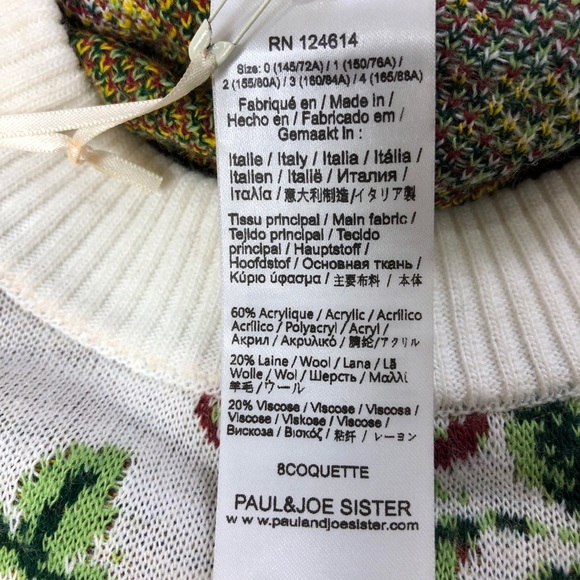 RN 124614
Size: 0 (145/72A) / 1 (150/76A) /
2 (155/80A) / 3 (160/84A) / 4 (165/88A)
Fabriqué en / Made in /
Hecho en / Fabricado em /
Gemaakt in :
Italie / Italy / Italia / Itália /
Italien / Italië / Италия /
Ιταλία / 意大利制造/イタリア製
Tissu principal / Main fabric /
Tejido principal / Tecido
principal / Hauptstoff /
Hoofdstof / Основная ткань /
Κύριο ύφασμα / 主要布料 / 本体
60% Acrylique / Acrylic / Acrílico
Acrílico / Polyacryl / Acryl /
Акрил / Ακρυλικό / 腈纶/アクリル
20% Laine / Wool / Lana / Lã
Wolle / Wol / Шерсть / Μαλλί
羊毛/ウール
20% Viscose / Viscose / Viscosa /
Viscose / Viskose / Viscose /
Вискоза / Βισκόζ / 粘纤 / レーヨン
8COQUETTE
PAUL&JOE SISTER
www.paulandjoesister.com